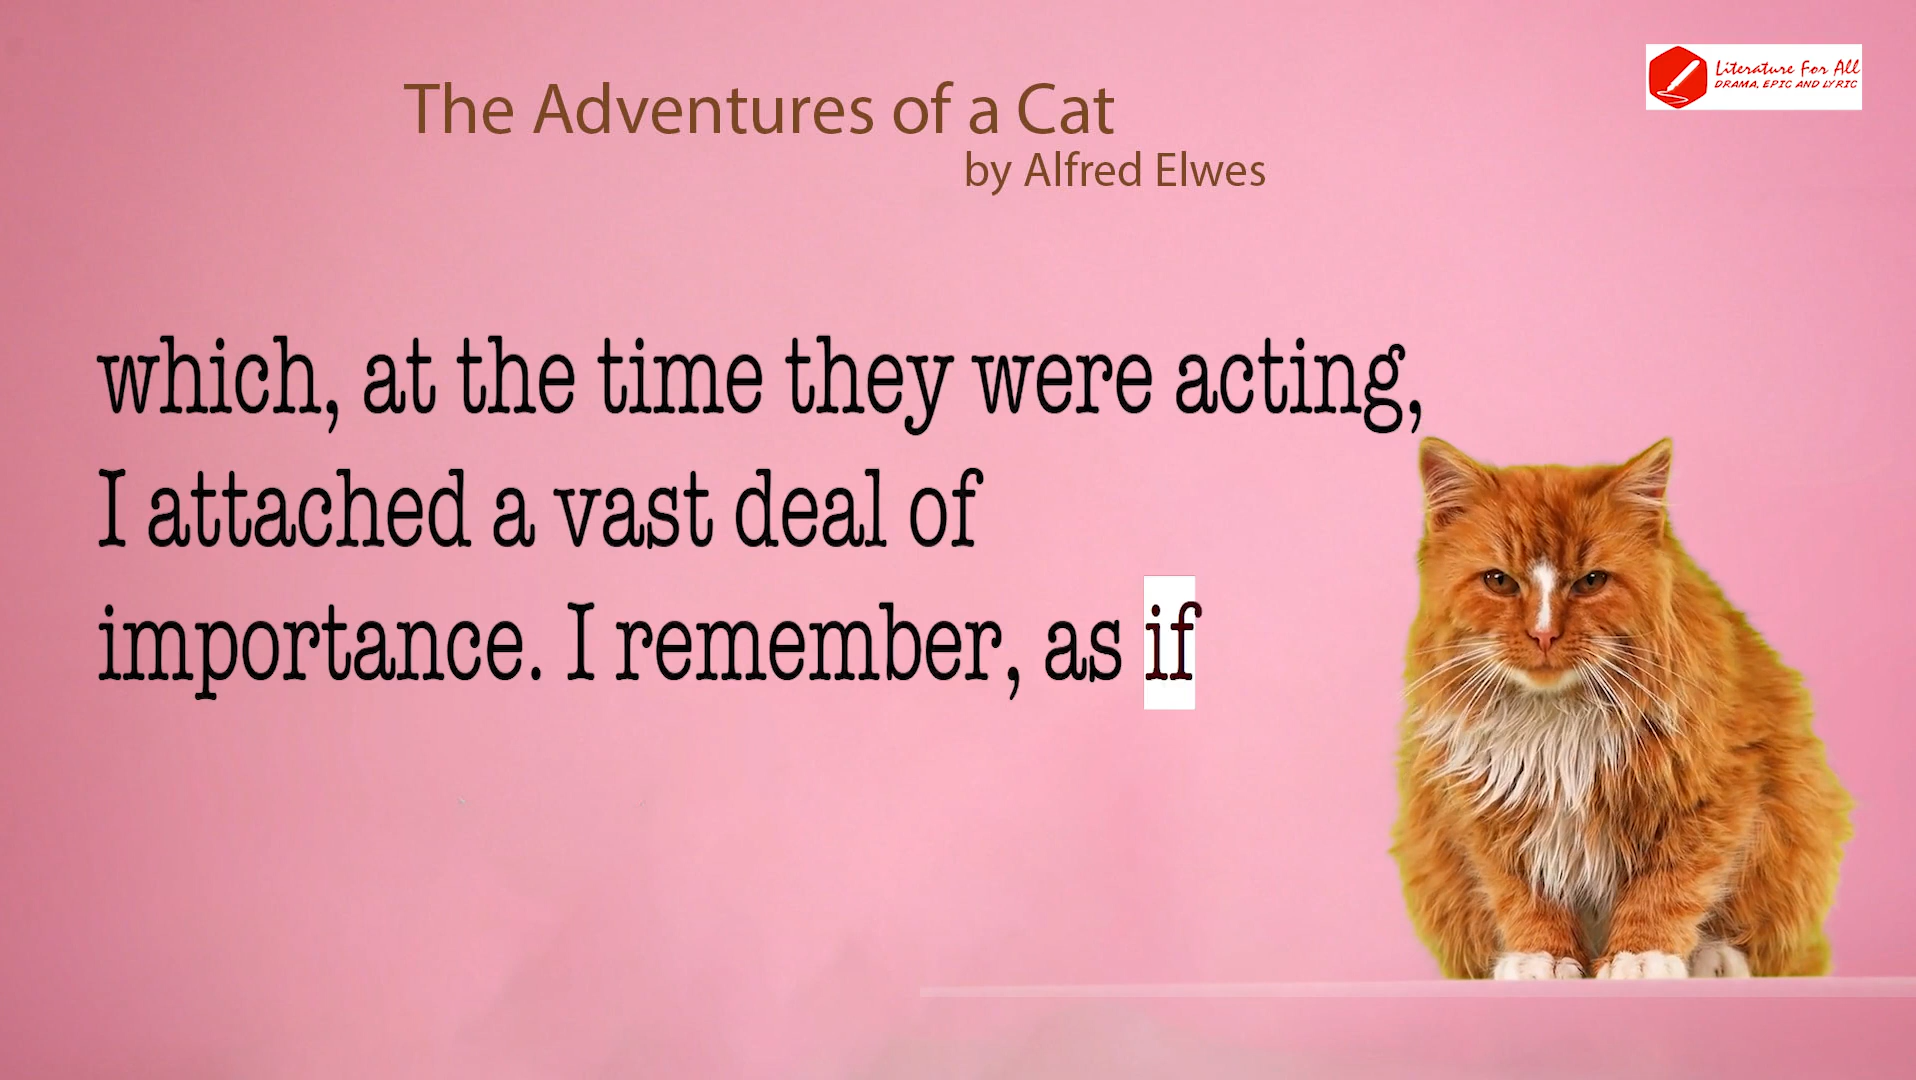 The Adventures of a Cat
by Alfred Elwes
Literature For All
DRAMA, EPIC AND LYRIC
which, at the time they were acting,
I attached a vast deal of
importance. I remember, as if